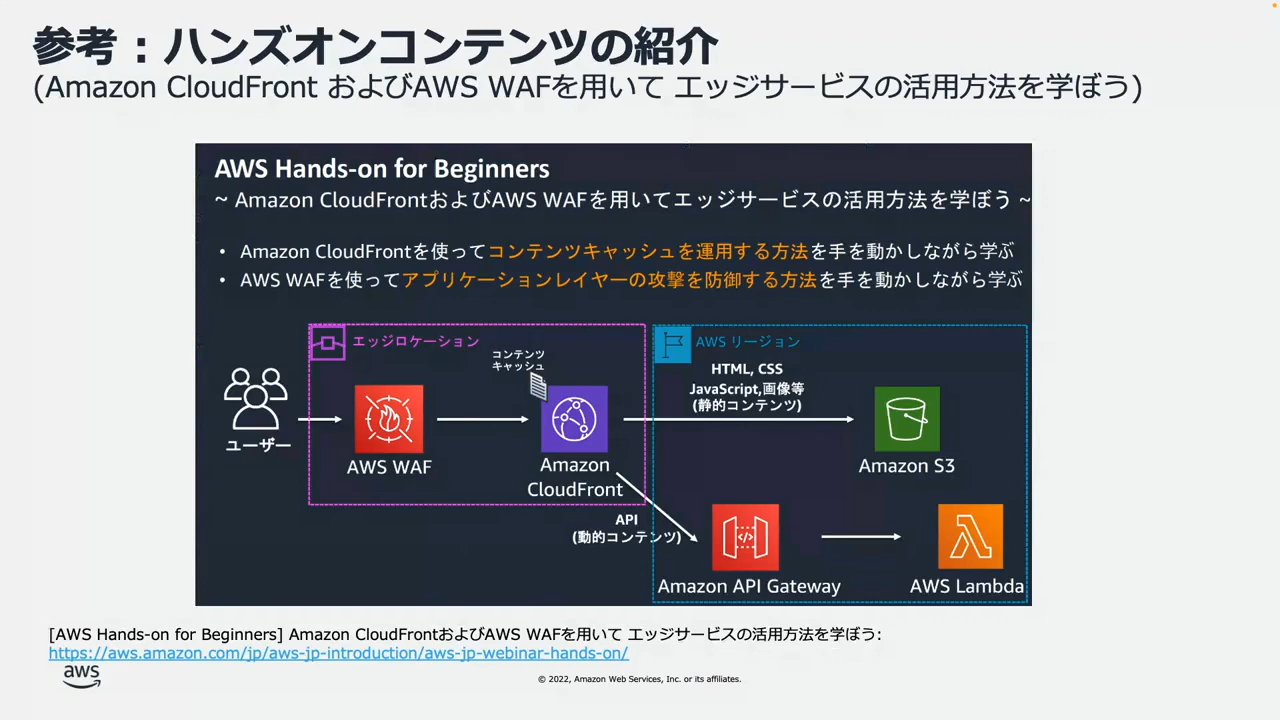 参考：ハンズオンコンテンツの紹介
(Amazon CloudFront およびAWS WAFを用いて エッジサービスの活用方法を学ぼう)
AWS Hands-on for Beginners
~ Amazon CloudFrontおよびAWS WAFを用いてエッジサービスの活用方法を学ぼう ~
• Amazon CloudFrontを使ってコンテンツキャッシュを運用する方法を手を動かしながら学ぶ
• AWS WAFを使ってアプリケーションレイヤーの攻撃を防御する方法を手を動かしながら学ぶ
エッジロケーション
コンテンツ
キャッシュ
ユーザー
AWS WAF
Amazon
CloudFront
AWS リージョン
HTML, CSS
JavaScript,画像等
(静的コンテンツ)
Amazon S3
API
(動的コンテンツ)
Amazon API Gateway
AWS Lambda
[AWS Hands-on for Beginners] Amazon CloudFrontおよびAWS WAFを用いて エッジサービスの活用方法を学ぼう:
https://aws.amazon.com/jp/aws-jp-introduction/aws-jp-webinar-hands-on/
aws
© 2022, Amazon Web Services, Inc. or its affiliates.